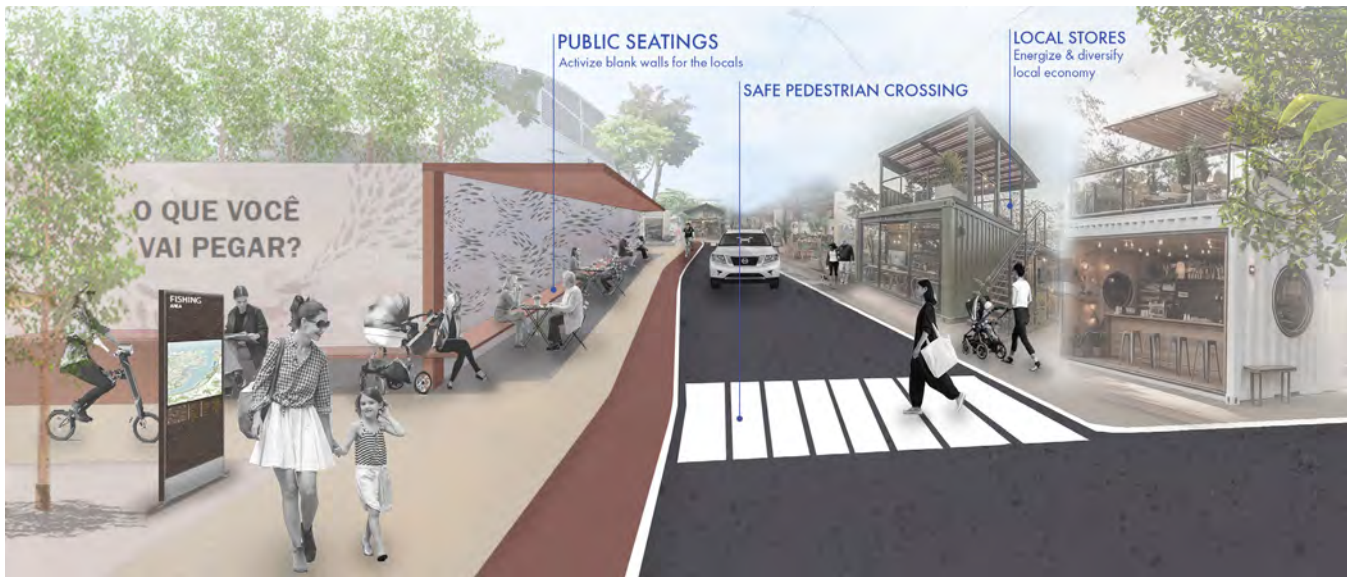 PUBLIC SEATINGS
Activize blank walls for the locals
SAFE PEDESTRIAN CROSSING
LOCAL STORES
Energize & diversify
local economy
O QUE VOCÊ
VAI PEGAR?
FISHING
AREA